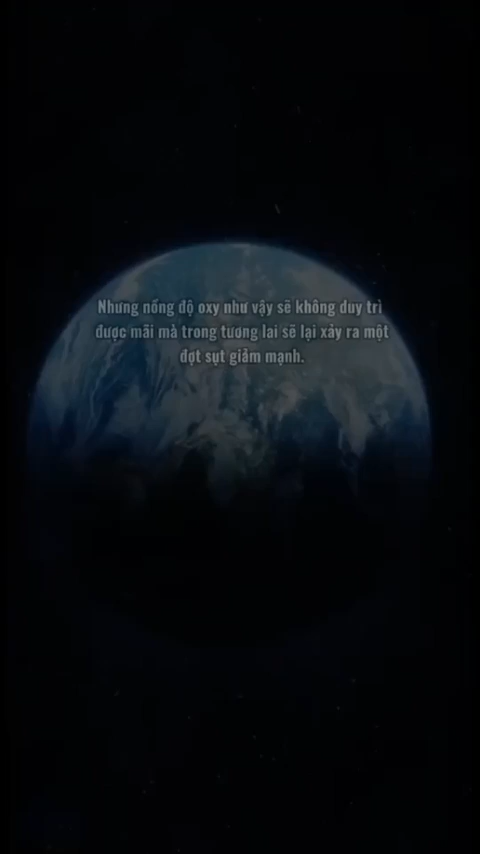 Nhưng nồng độ oxy như vậy sẽ không duy trì
được mãi mà trong tương lai sẽ lại xảy ra một
đợt sụt giảm mạnh.